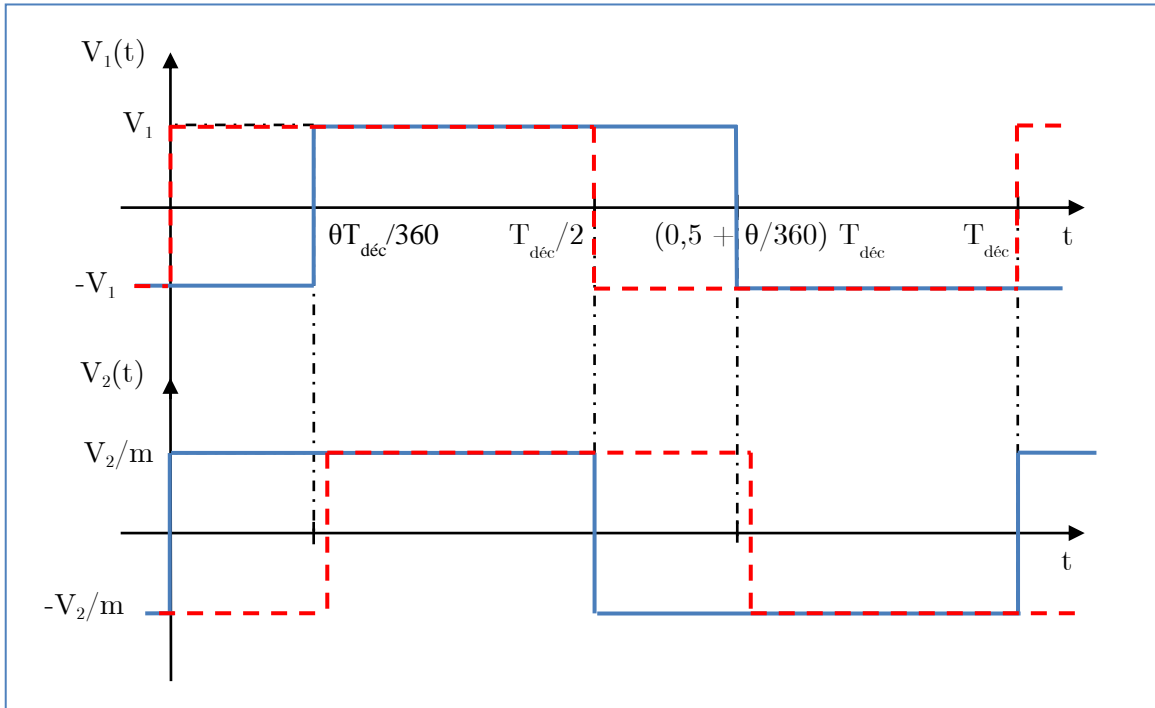 V₁(t)
V₁
θT_déc/360 T_déc/2 (0,5 + θ/360) T_déc T_déc t
-V₁
V₂(t)
V₂/m
t
-V₂/m